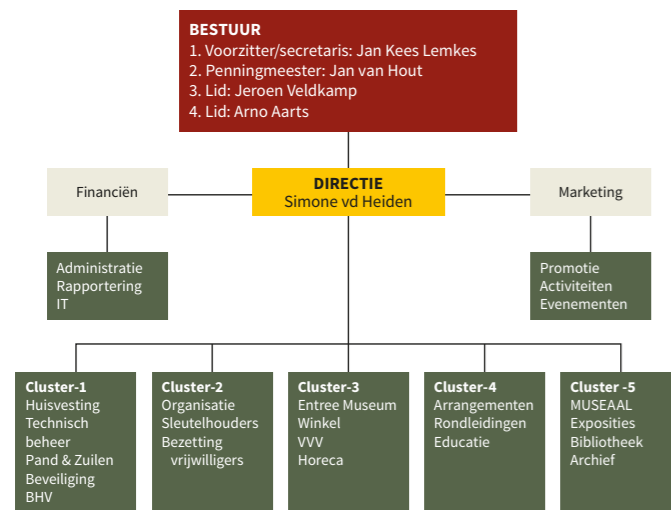 BESTUUR
1. Voorzitter/secretaris: Jan Kees Lemkes
2. Penningmeester: Jan van Hout
3. Lid: Jeroen Veldkamp
4. Lid: Arno Aarts
Financiën
DIRECTIE
Simone vd Heiden
Marketing
Administratie
Rapportering
IT
Promotie
Activiteiten
Evenementen
Cluster-1
Huisvesting
Technisch
beheer
Pand & Zuilen
Beveiliging
BHV
Cluster-2
Organisatie
Sleutelhouders
Bezetting
vrijwilligers
Cluster-3
Entree Museum
Winkel
VVV
Horeca
Cluster-4
Arrangementen
Rondleidingen
Educatie
Cluster -5
MUSEAAL
Exposities
Bibliotheek
Archief